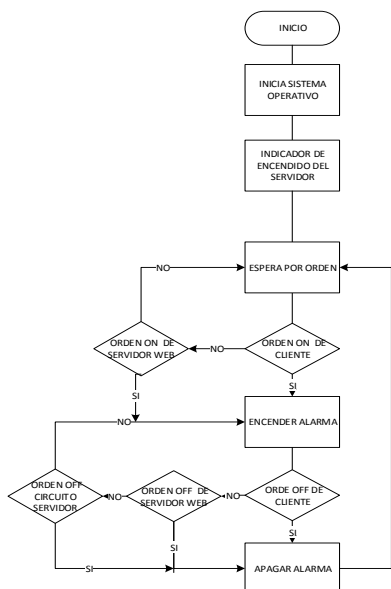 INICIO
INICIA SISTEMA
OPERATIVO
INDICADOR DE
ENCENDIDO DEL
SERVIDOR
ESPERA POR ORDEN
NO
ORDEN ON DE
SERVIDOR WEB
NO
ORDEN ON DE
CLIENTE
SI
SI
NO
ENCENDER ALARMA
ORDEN OFF
CIRCUITO
SERVIDOR
NO
ORDEN OFF DE
SERVIDOR WEB
NO
ORDE OFF DE
CLIENTE
SI
SI
SI
APAGAR ALARMA